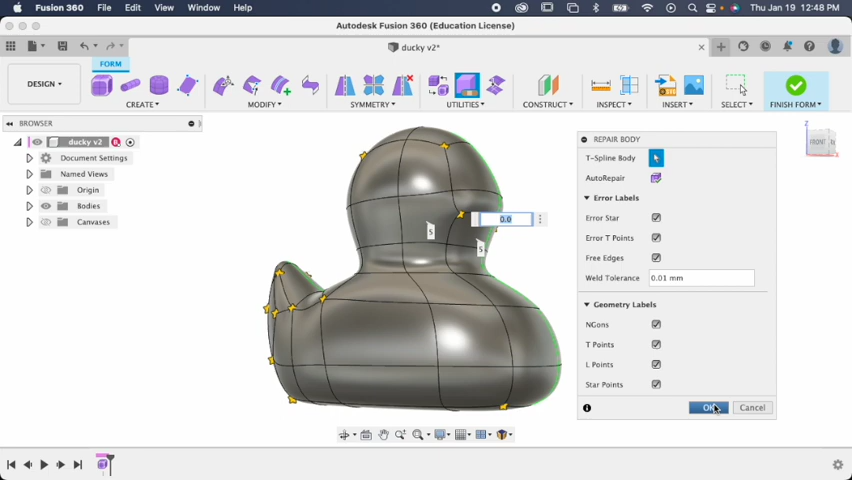 Fusion 360 File Edit View Window Help Thu Jan 19 12:48 PM
Autodesk Fusion 360 (Education License)
ducky v2*
FORM
DESIGN
CREATE MODIFY SYMMETRY UTILITIES CONSTRUCT INSPECT INSERT SELECT FINISH FORM
BROWSER
ducky v2
Document Settings
Named Views
Origin
Bodies
Canvases
0.0
5
5
Z
FRONT
X
REPAIR BODY
T-Spline Body
AutoRepair
Error Labels
Error Star
Error T Points
Free Edges
Weld Tolerance 0.01 mm
Geometry Labels
NGons
T Points
L Points
Star Points
OK Cancel